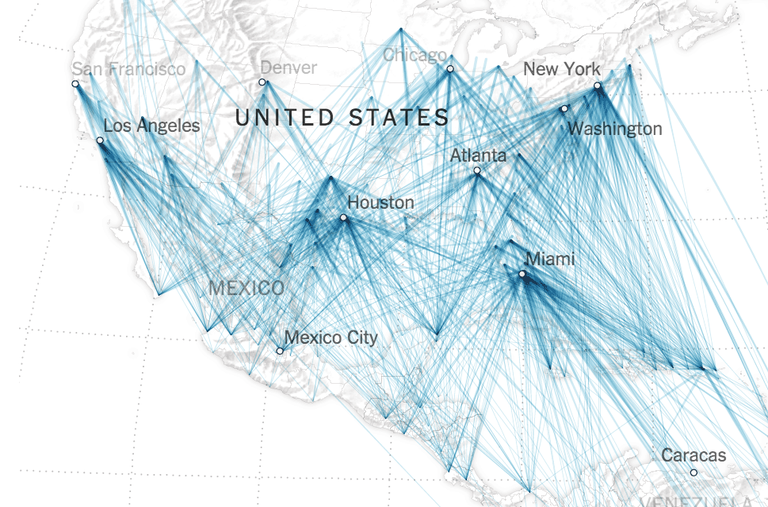 Chicago
San Francisco
Denver
New York
UNITED STATES
Los Angeles
Washington
Atlanta
Houston
Miami
MEXICO
Mexico City
Caracas
VENEZUELA